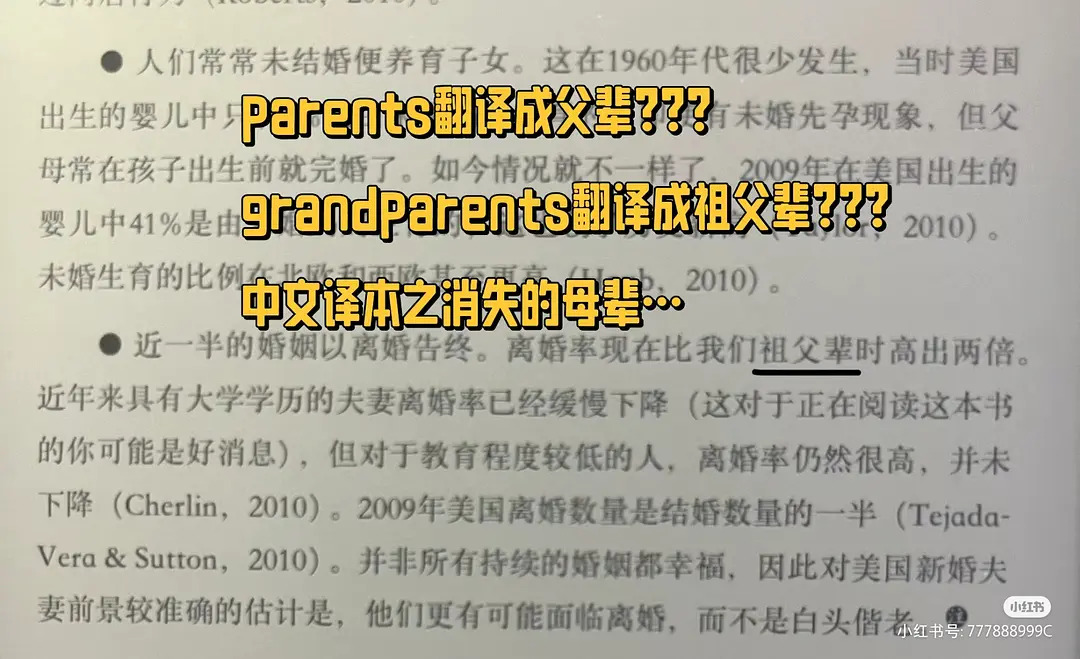 ● 人们常常未结婚便养育子女。这在1960年代很少发生，当时美国
出生的婴儿中只
parents翻译成父辈???
有未婚先孕现象，但父
母常在孩子出生前就完婚了。如今情况就不一样了，2009年在美国出生的
grandparents翻译成祖父辈???
婴儿中41%是由
2010）。
未婚生育的比例在北欧和西欧甚至更高
2010）。
中文译本之消失的母辈…
● 近一半的婚姻以离婚告终。离婚率现在比我们祖父辈时高出两倍。
近年来具有大学学历的夫妻离婚率已经缓慢下降（这对于正在阅读这本书
的你可能是好消息），但对于教育程度较低的人，离婚率仍然很高，并未
下降（Cherlin，2010）。2009年美国离婚数量是结婚数量的一半（Tejada-
Vera & Sutton，2010）。并非所有持续的婚姻都幸福，因此对美国新婚夫
妻前景较准确的估计是，他们更有可能面临离婚，而不是白头偕老。
小红书
小红书号: 777888999C